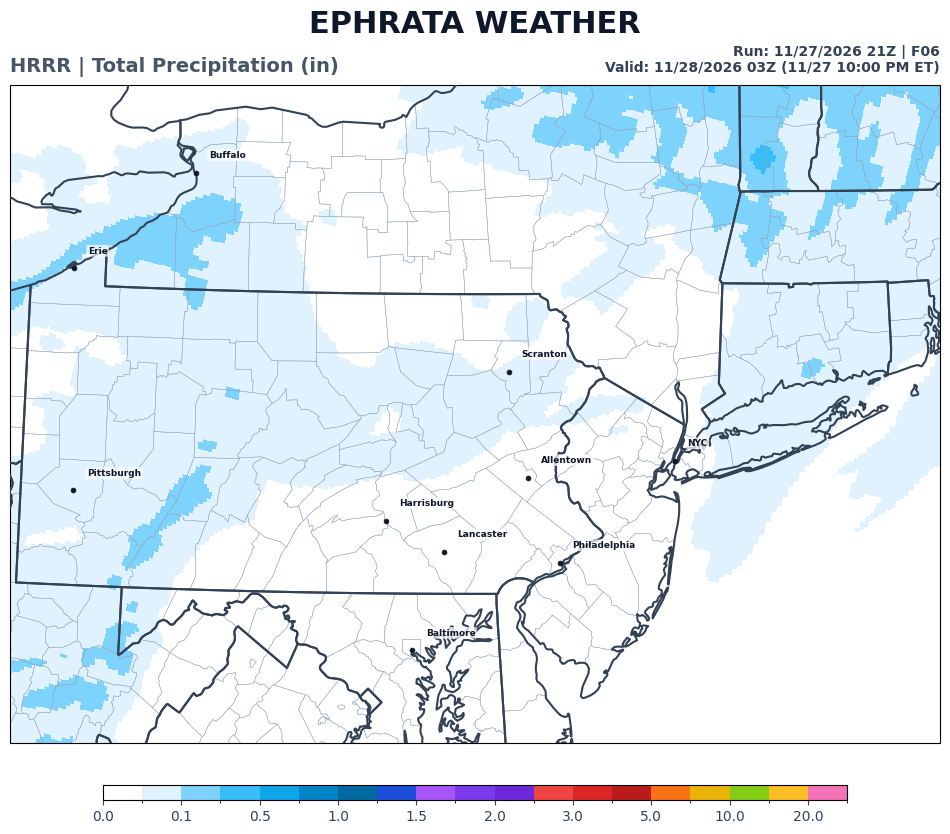 EPHRATA WEATHER
Run: 11/27/2026 21Z | F06
HRRR | Total Precipitation (in)
Valid: 11/28/2026 03Z (11/27 10:00 PM ET)
Buffalo
Erie
Scranton
NYC
Allentown
Pittsburgh
Harrisburg
Lancaster
Philadelphia
Baltimore
0.0 0.1 0.5 1.0 1.5 2.0 3.0 5.0 10.0 20.0